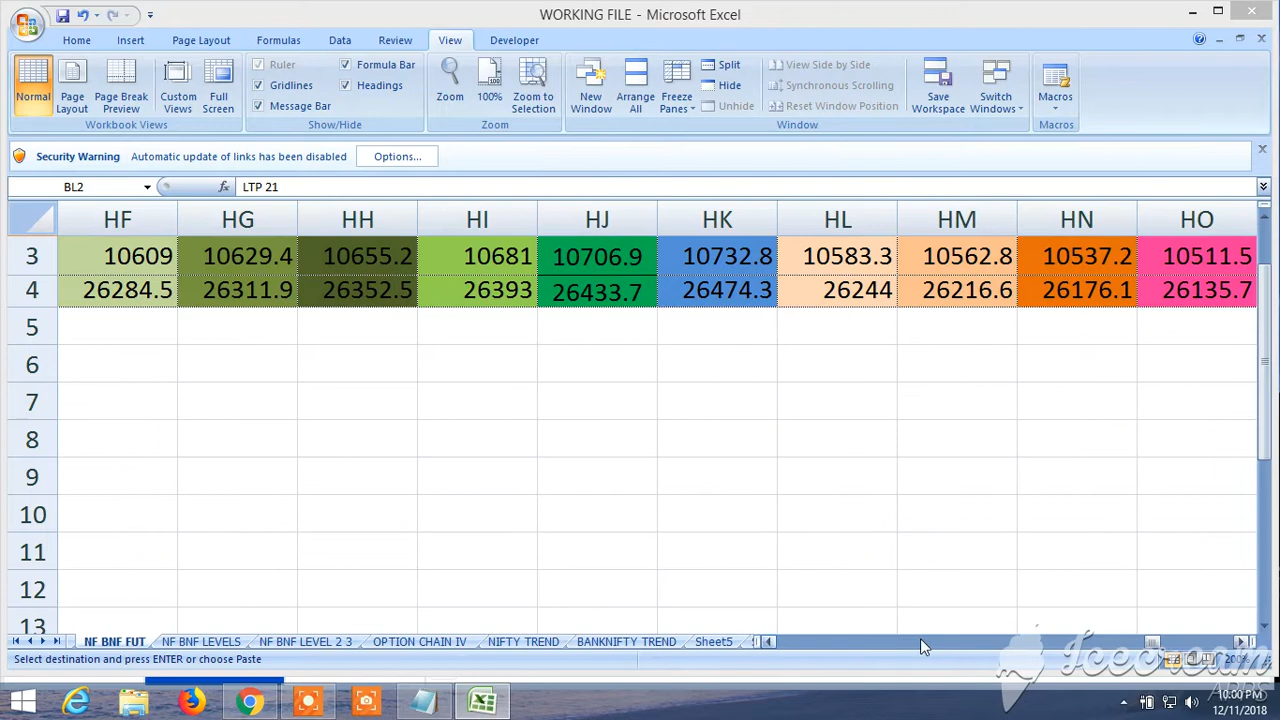 WORKING FILE - Microsoft Excel
Home Insert Page Layout Formulas Data Review View Developer
Normal Page Layout Page Break Preview Custom Views Full Screen
Workbook Views
Ruler Formula Bar
Gridlines Headings
Message Bar
Show/Hide
Zoom 100% Zoom to Selection
Zoom
New Window Arrange All Freeze Panes
Split View Side by Side
Hide Synchronous Scrolling
Unhide Reset Window Position
Window
Save Workspace Switch Windows
Macros
Macros
Security Warning Automatic update of links has been disabled Options...
BL2 fx LTP 21
HF HG HH HI HJ HK HL HM HN HO
3 10609 10629.4 10655.2 10681 10706.9 10732.8 10583.3 10562.8 10537.2 10511.5
4 26284.5 26311.9 26352.5 26393 26433.7 26474.3 26244 26216.6 26176.1 26135.7
5
6
7
8
9
10
11
12
13
NF BNF FUT NF BNF LEVELS NF BNF LEVEL 2 3 OPTION CHAIN IV NIFTY TREND BANKNIFTY TREND Sheet5
Select destination and press ENTER or choose Paste 200%
Icecream
APPS
10:00 PM
12/11/2018